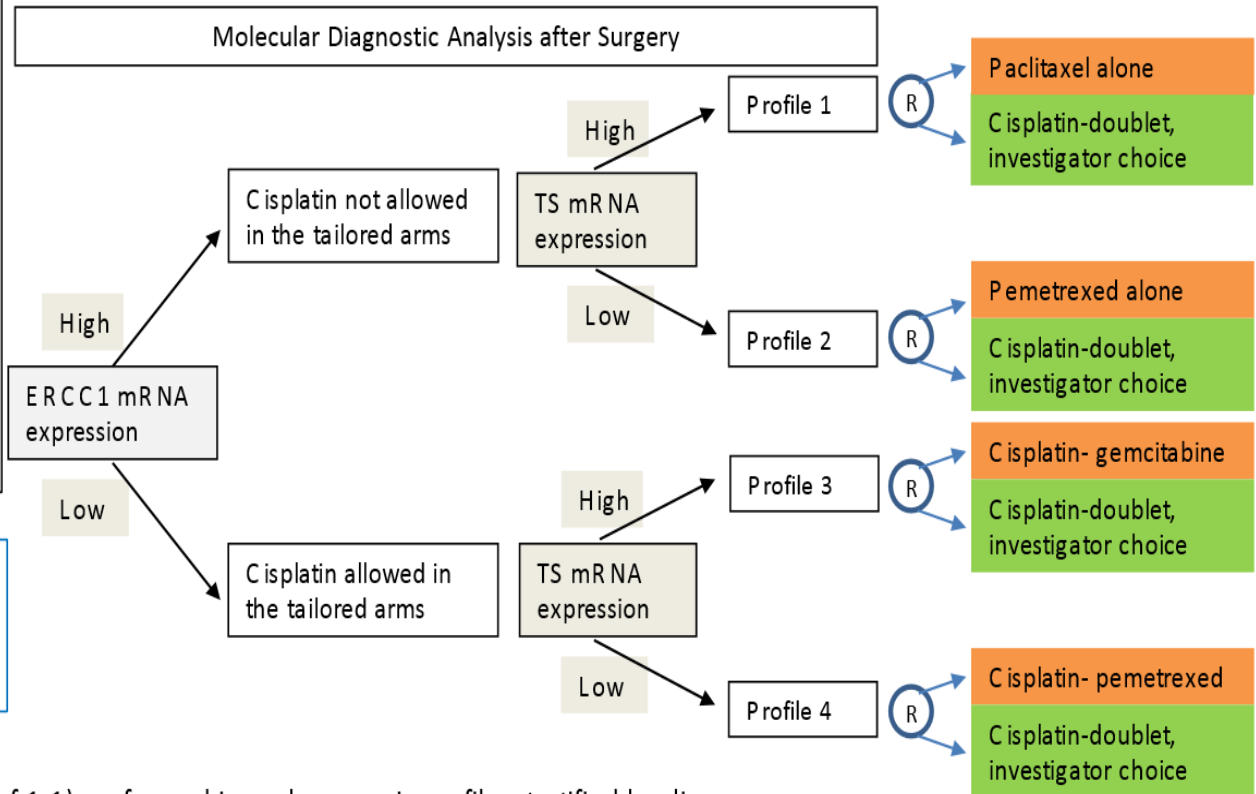 Molecular Diagnostic Analysis after Surgery
ERCC1 mRNA
expression
High
Low
Cisplatin not allowed
in the tailored arms
Cisplatin allowed in
the tailored arms
TS mRNA
expression
High
Low
TS mRNA
expression
High
Low
Profile 1
R
Paclitaxel alone
Cisplatin-doublet,
investigator choice
Profile 2
R
Pemetrexed alone
Cisplatin-doublet,
investigator choice
Profile 3
R
Cisplatin- gemcitabine
Cisplatin-doublet,
investigator choice
Profile 4
R
Cisplatin- pemetrexed
Cisplatin-doublet,
investigator choice